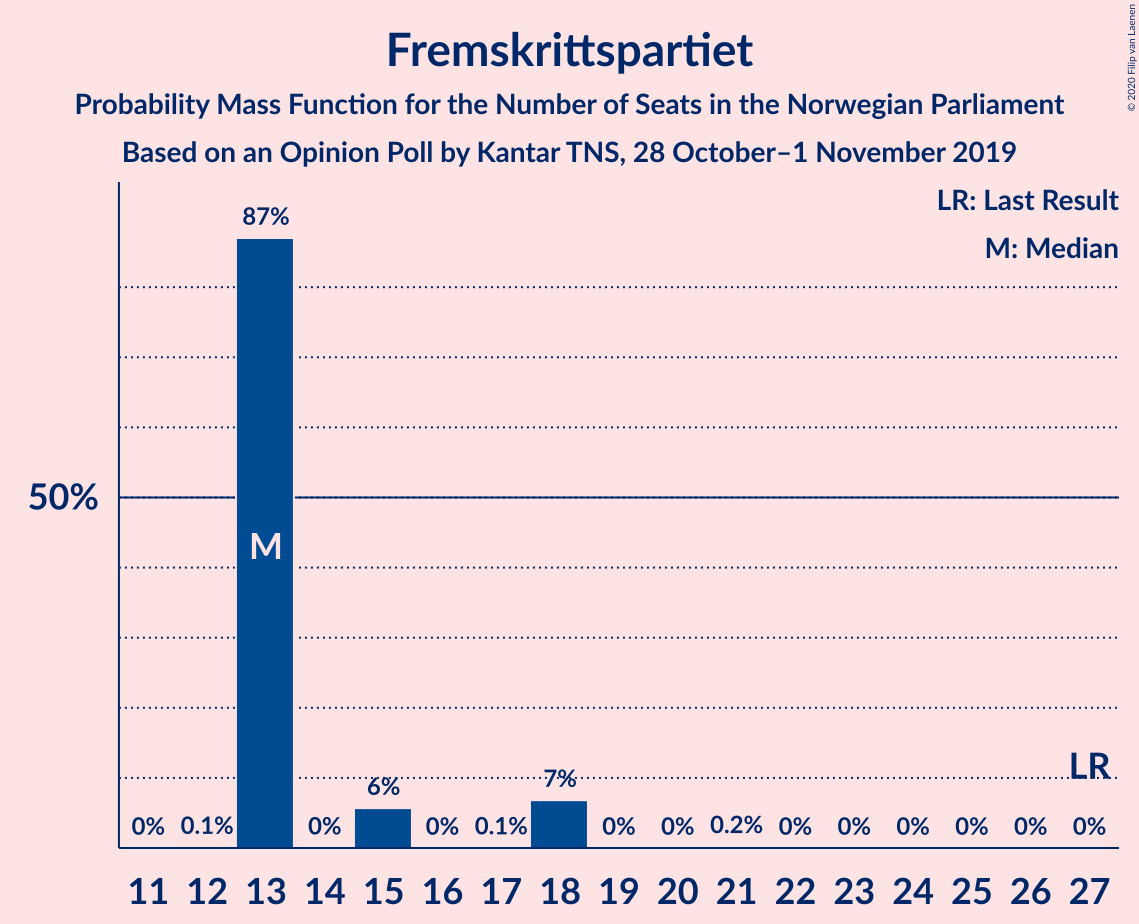 Fremskrittspartiet
Probability Mass Function for the Number of Seats in the Norwegian Parliament
Based on an Opinion Poll by Kantar TNS, 28 October–1 November 2019
© 2020 Filip van Laenen
LR: Last Result
M: Median
87%
50%
M
LR
0% 0.1% 0% 6% 0% 0.1% 7% 0% 0% 0.2% 0% 0% 0% 0% 0% 0%
11 12 13 14 15 16 17 18 19 20 21 22 23 24 25 26 27